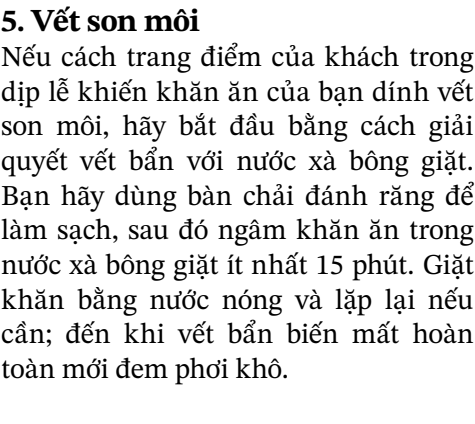 5. Vết son môi
Nếu cách trang điểm của khách trong
dịp lễ khiến khăn ăn của bạn dính vết
son môi, hãy bắt đầu bằng cách giải
quyết vết bẩn với nước xà bông giặt.
Bạn hãy dùng bàn chải đánh răng để
làm sạch, sau đó ngâm khăn ăn trong
nước xà bông giặt ít nhất 15 phút. Giặt
khăn bằng nước nóng và lặp lại nếu
cần; đến khi vết bẩn biến mất hoàn
toàn mới đem phơi khô.